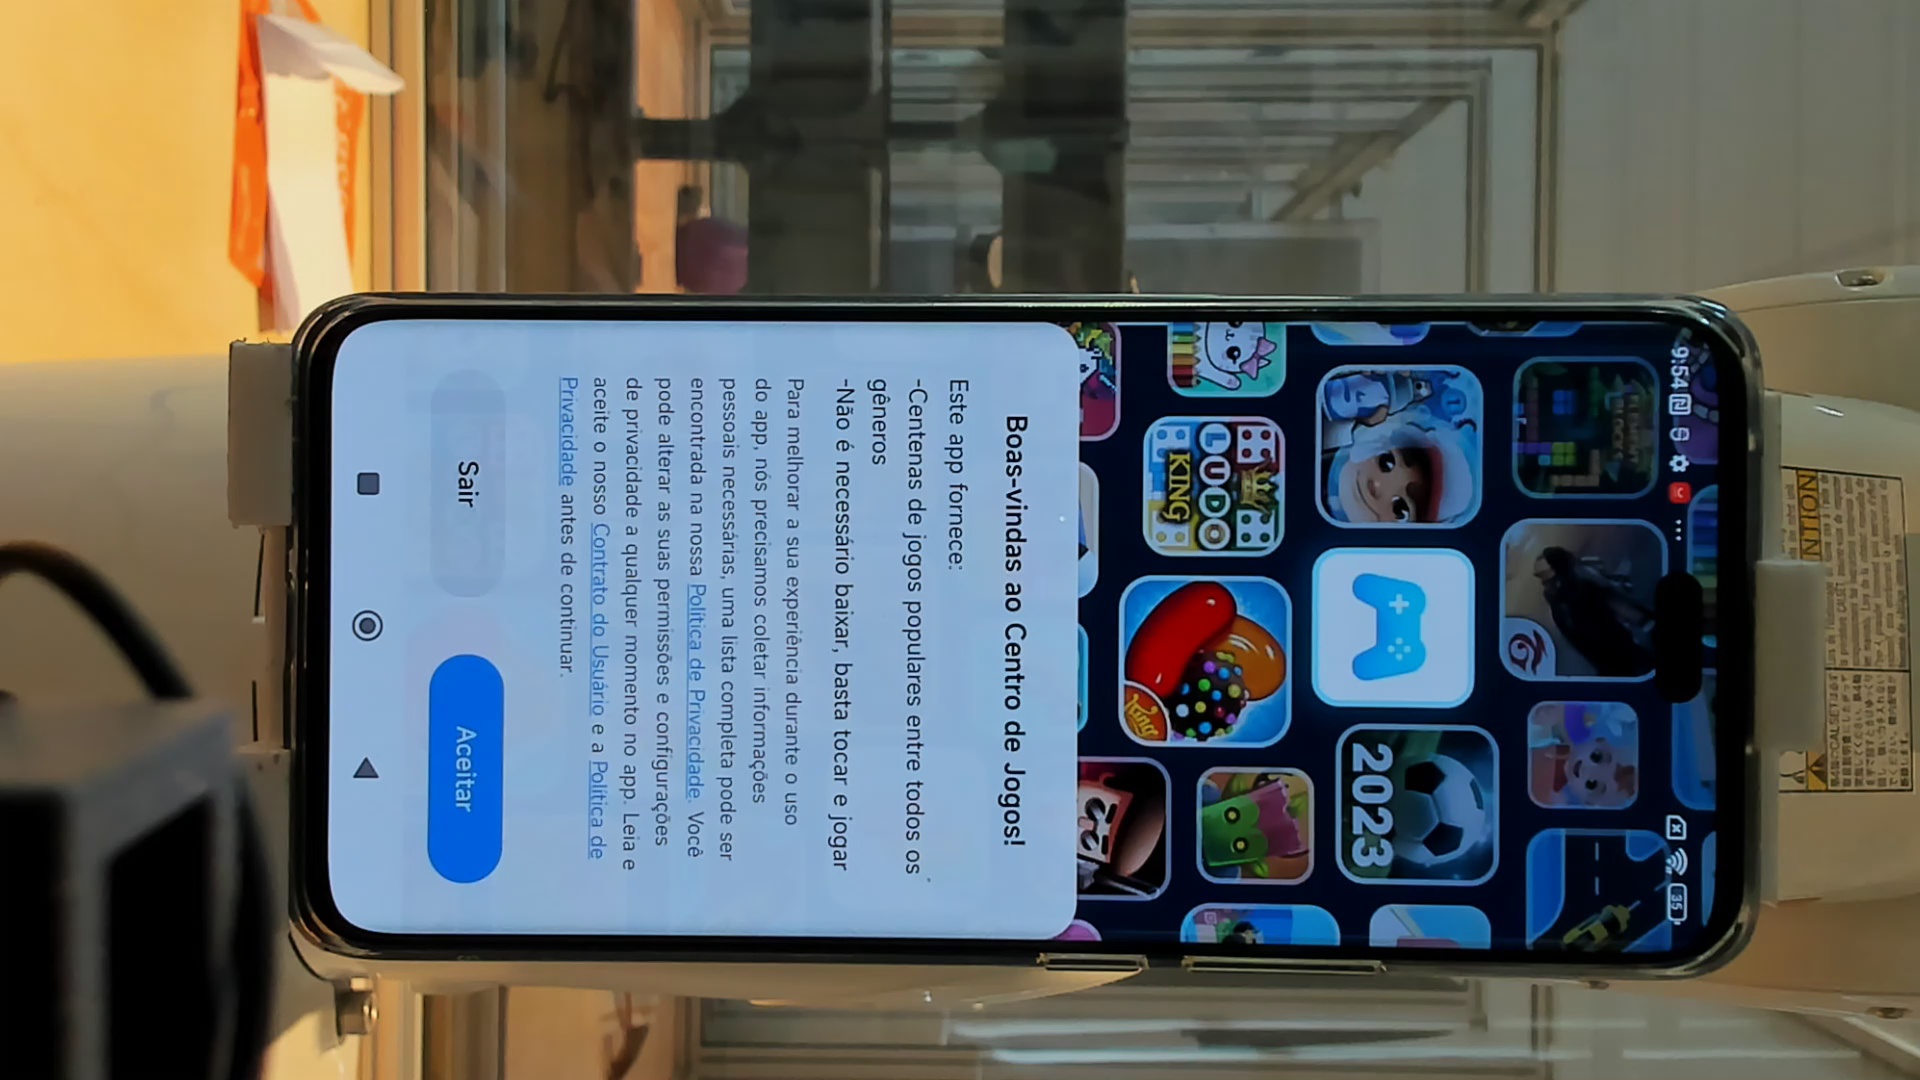 9:54
35
2023
LUDO
KING
King
Boas-vindas ao Centro de Jogos!
Este app fornece:
-Centenas de jogos populares entre todos os
gêneros
-Não é necessário baixar, basta tocar e jogar
Para melhorar a sua experiência durante o uso
do app, nós precisamos coletar informações
pessoais necessárias, uma lista completa pode ser
encontrada na nossa Política de Privacidade. Você
pode alterar as suas permissões e configurações
de privacidade a qualquer momento no app. Leia e
aceite o nosso Contrato do Usuário e a Política de
Privacidade antes de continuar.
Sair
Aceitar